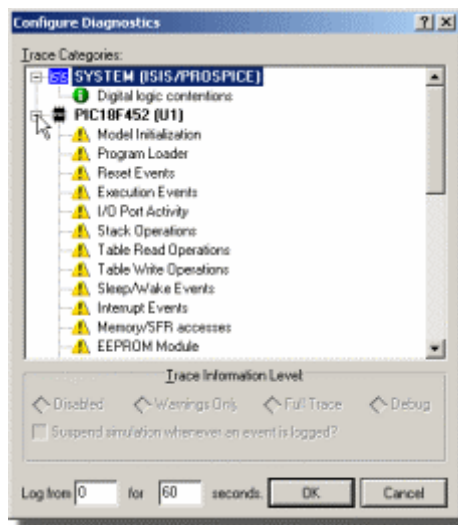 Configure Diagnostics
Trace Categories:
SYSTEM (ISIS/PROSPICE)
Digital logic contentions
PIC18F452 (U1)
Model Initialization
Program Loader
Reset Events
Execution Events
I/O Port Activity
Stack Operations
Table Read Operations
Table Write Operations
Sleep/Wake Events
Interrupt Events
Memory/SFR accesses
EEPROM Module
Trace Information Level:
Disabled Warnings Only Full Trace Debug
Suspend simulation whenever an event is logged?
Log from 0 for 60 seconds. OK Cancel